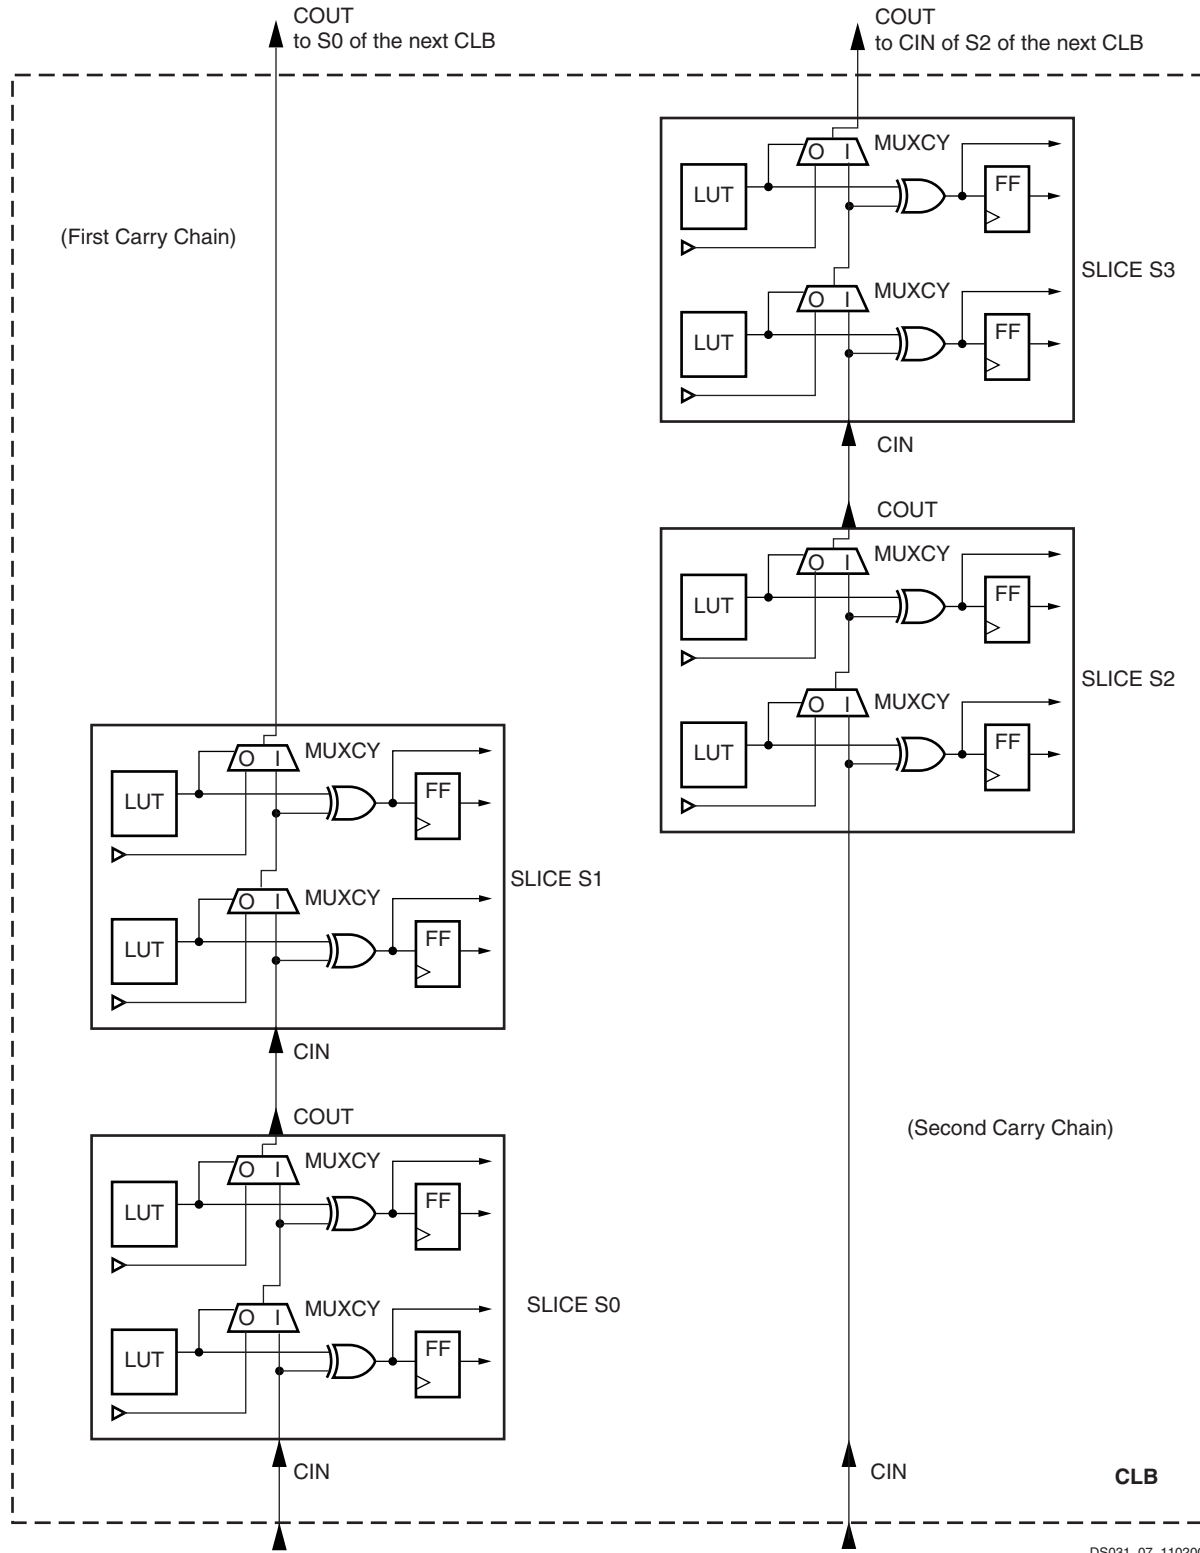 COUT
to S0 of the next CLB
COUT
to CIN of S2 of the next CLB
(First Carry Chain)
O I
MUXCY
LUT
FF
SLICE S3
O I
MUXCY
LUT
FF
CIN
COUT
O I
MUXCY
LUT
FF
SLICE S2
O I
MUXCY
LUT
FF
O I
MUXCY
LUT
FF
SLICE S1
O I
MUXCY
LUT
FF
CIN
COUT
(Second Carry Chain)
O I
MUXCY
LUT
FF
SLICE S0
O I
MUXCY
LUT
FF
CIN
CIN
CLB